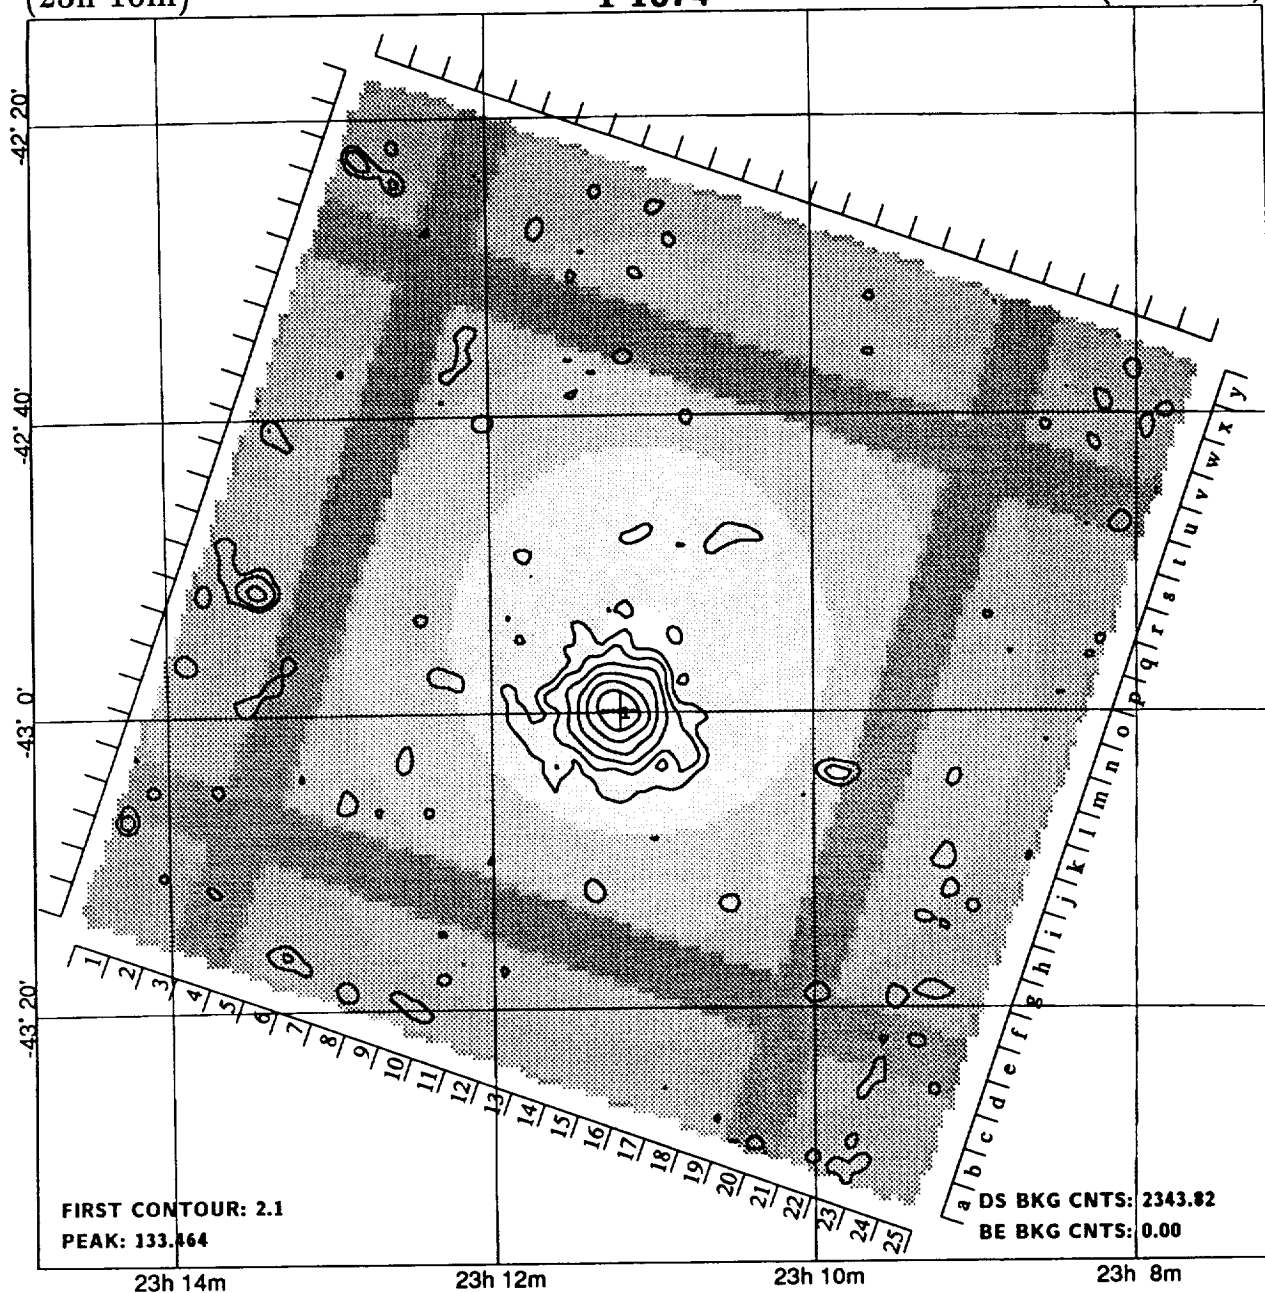 -42° 20'
-42° 40'
-43° 0'
-43° 20'
1
1 2 3 4 5 6 7 8 9 10 11 12 13 14 15 16 17 18 19 20 21 22 23 24 25
a b c d e f g h i j k l m n o p q r s t u v w x y
FIRST CONTOUR: 2.1
PEAK: 133.464
DS BKG CNTS: 2343.82
BE BKG CNTS: 0.00
23h 14m 23h 12m 23h 10m 23h 8m